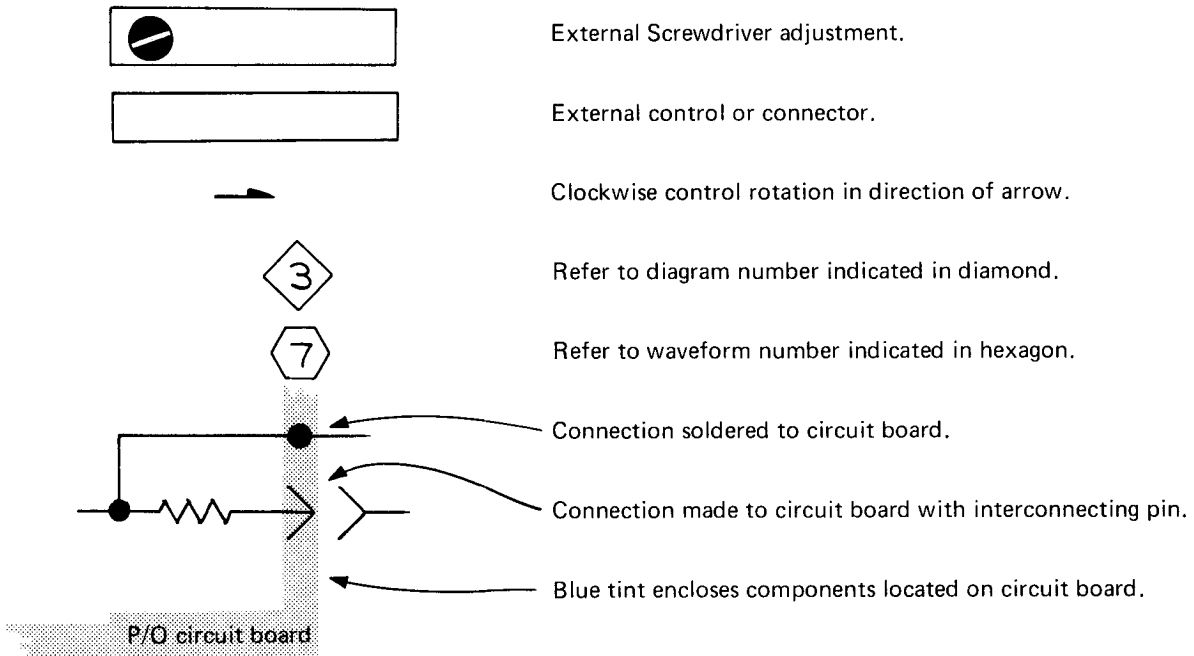 External Screwdriver adjustment.
External control or connector.
Clockwise control rotation in direction of arrow.
3
Refer to diagram number indicated in diamond.
7
Refer to waveform number indicated in hexagon.
Connection soldered to circuit board.
Connection made to circuit board with interconnecting pin.
Blue tint encloses components located on circuit board.
P/O circuit board